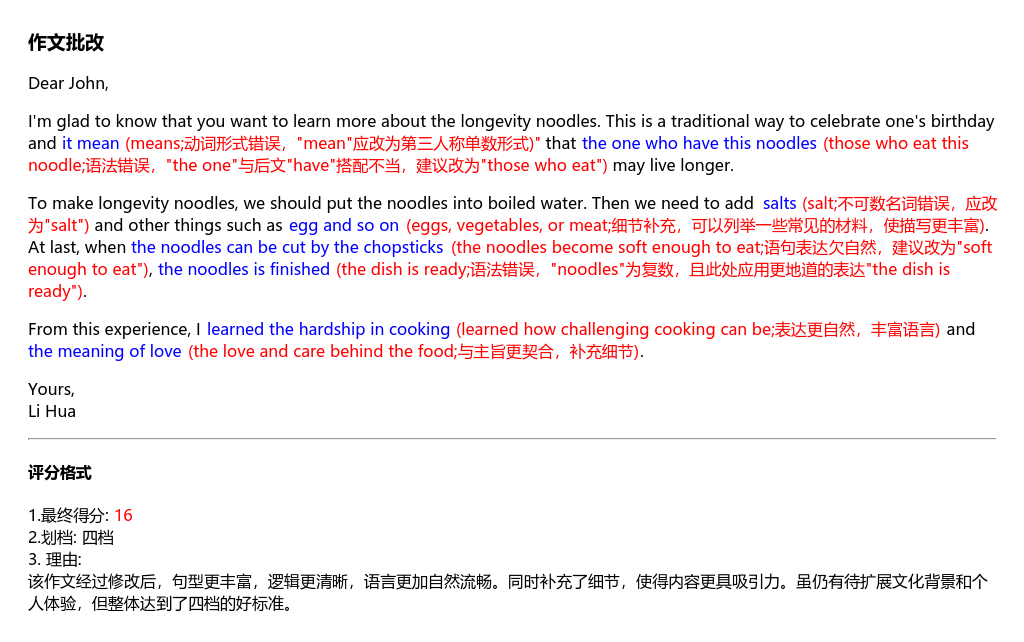 作文批改
Dear John,
I'm glad to know that you want to learn more about the longevity noodles. This is a traditional way to celebrate one's birthday
and it mean (means;动词形式错误，"mean"应改为第三人称单数形式)" that the one who have this noodles (those who eat this
noodle;语法错误，"the one"与后文"have"搭配不当，建议改为"those who eat") may live longer.
To make longevity noodles, we should put the noodles into boiled water. Then we need to add salts (salt;不可数名词错误，应改
为"salt") and other things such as egg and so on (eggs, vegetables, or meat;细节补充，可以列举一些常见的材料，使描写更丰富).
At last, when the noodles can be cut by the chopsticks (the noodles become soft enough to eat;语句表达欠自然，建议改为"soft
enough to eat"), the noodles is finished (the dish is ready;语法错误，"noodles"为复数，且此处应用更地道的表达"the dish is
ready").
From this experience, I learned the hardship in cooking (learned how challenging cooking can be;表达更自然，丰富语言) and
the meaning of love (the love and care behind the food;与主旨更契合，补充细节).
Yours,
Li Hua
评分格式
1.最终得分: 16
2.划档: 四档
3. 理由:
该作文经过修改后，句型更丰富，逻辑更清晰，语言更加自然流畅。同时补充了细节，使得内容更具吸引力。虽仍有待扩展文化背景和个
人体验，但整体达到了四档的好标准。